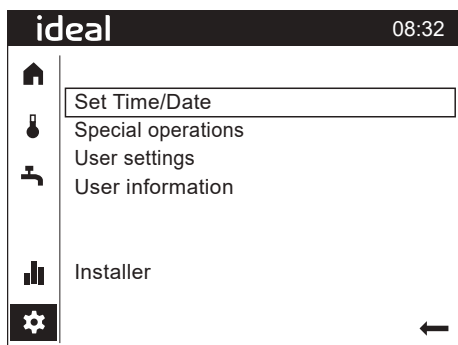 ideal 08:32
Set Time/Date
Special operations
User settings
User information
Installer